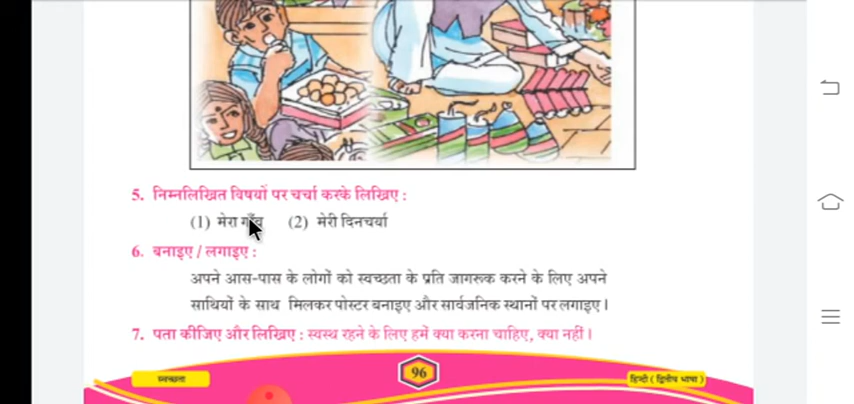 5. निम्नलिखित विषयों पर चर्चा करके लिखिए :
(1) मेरा गाँव (2) मेरी दिनचर्या
6. बनाइए / लगाइए :
अपने आस-पास के लोगों को स्वच्छता के प्रति जागरूक करने के लिए अपने
साथियों के साथ मिलकर पोस्टर बनाइए और सार्वजनिक स्थानों पर लगाइए ।
7. पता कीजिए और लिखिए : स्वस्थ रहने के लिए हमें क्या करना चाहिए, क्या नहीं ।
स्वच्छता 96 हिन्दी ( द्वितीय भाषा )